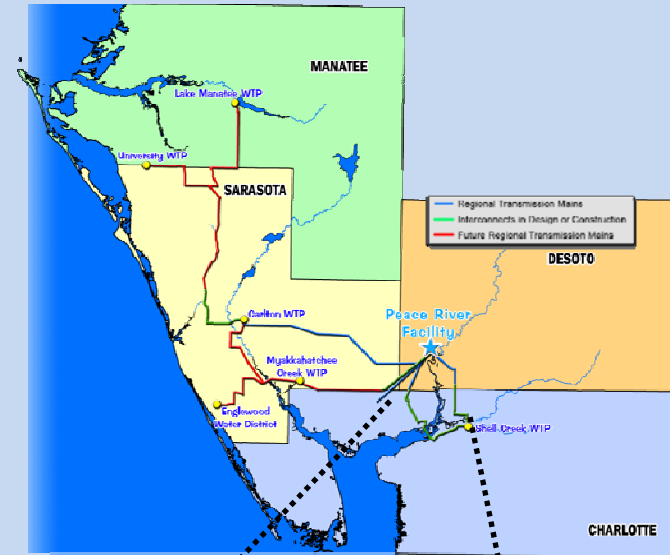 MANATEE
Lake Manatee WTP
University WTP
SARASOTA
Regional Transmission Mains
Interconnects in Design or Construction
Future Regional Transmission Mains
DESOTO
Carlton WTP
Peace River
Facility
Myakkahatchee
Creek WTP
Englewood
Water District
Shell Creek WTP
CHARLOTTE